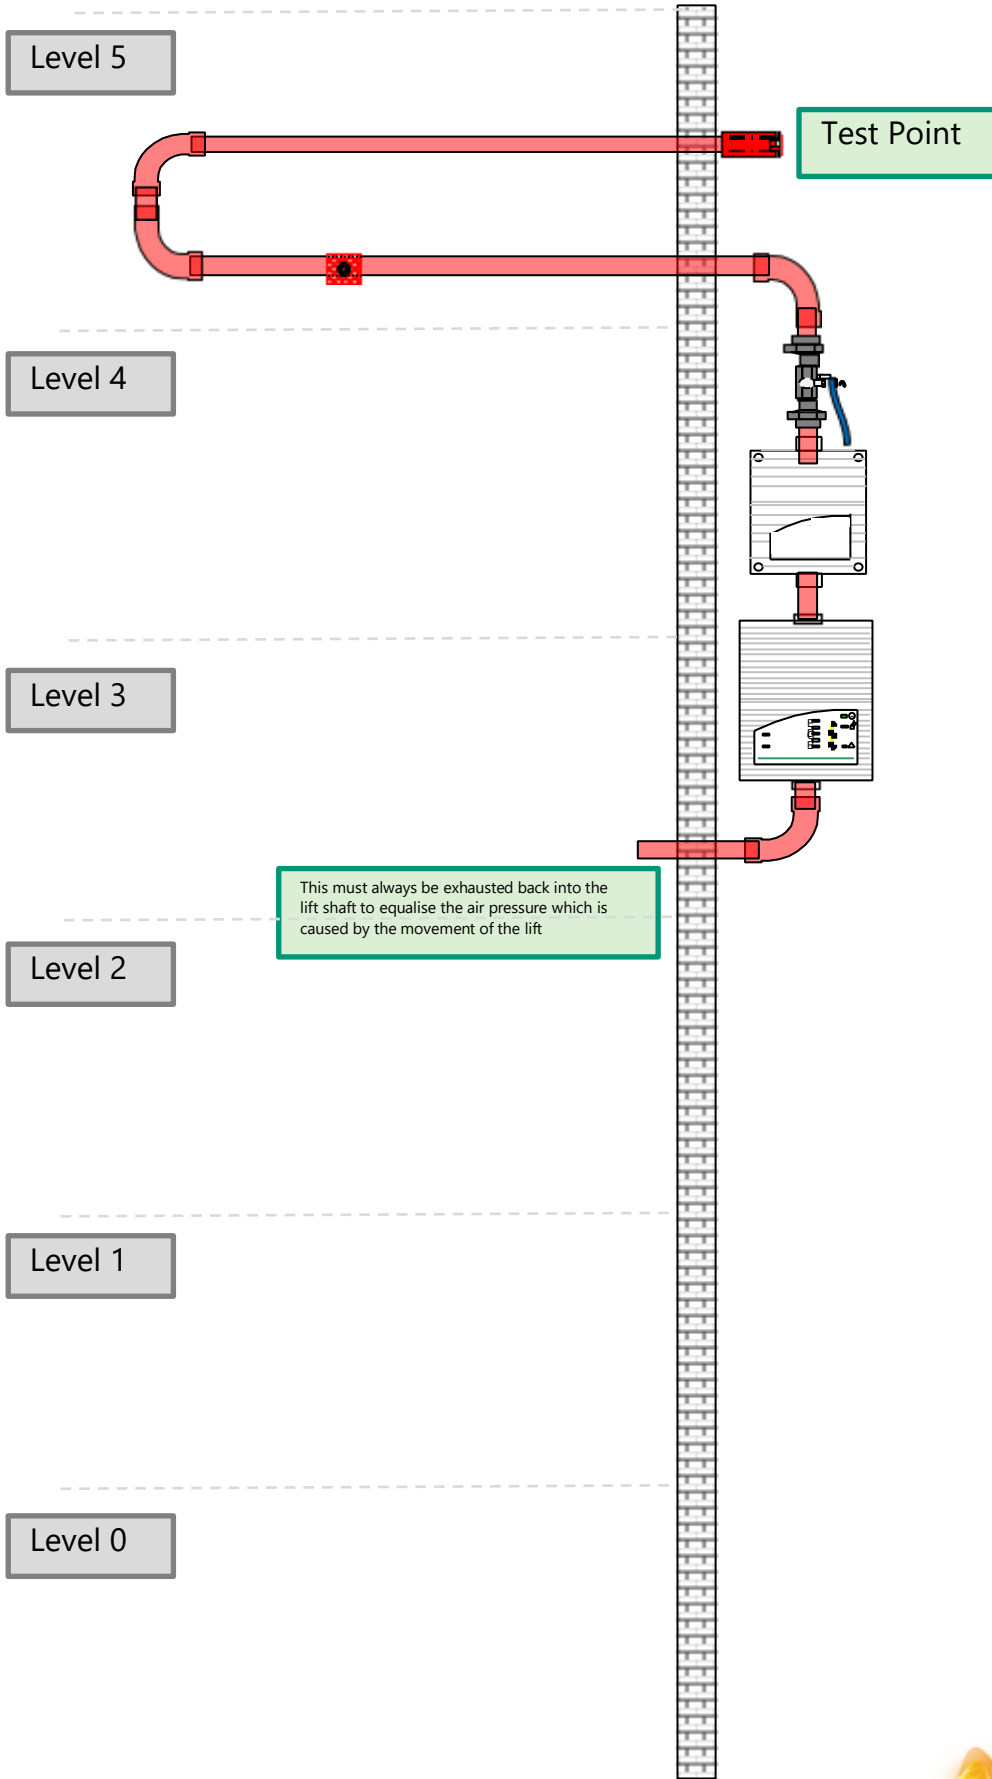 Level 5
Test Point
Level 4
Level 3
This must always be exhausted back into the
lift shaft to equalise the air pressure which is
caused by the movement of the lift
Level 2
Level 1
Level 0